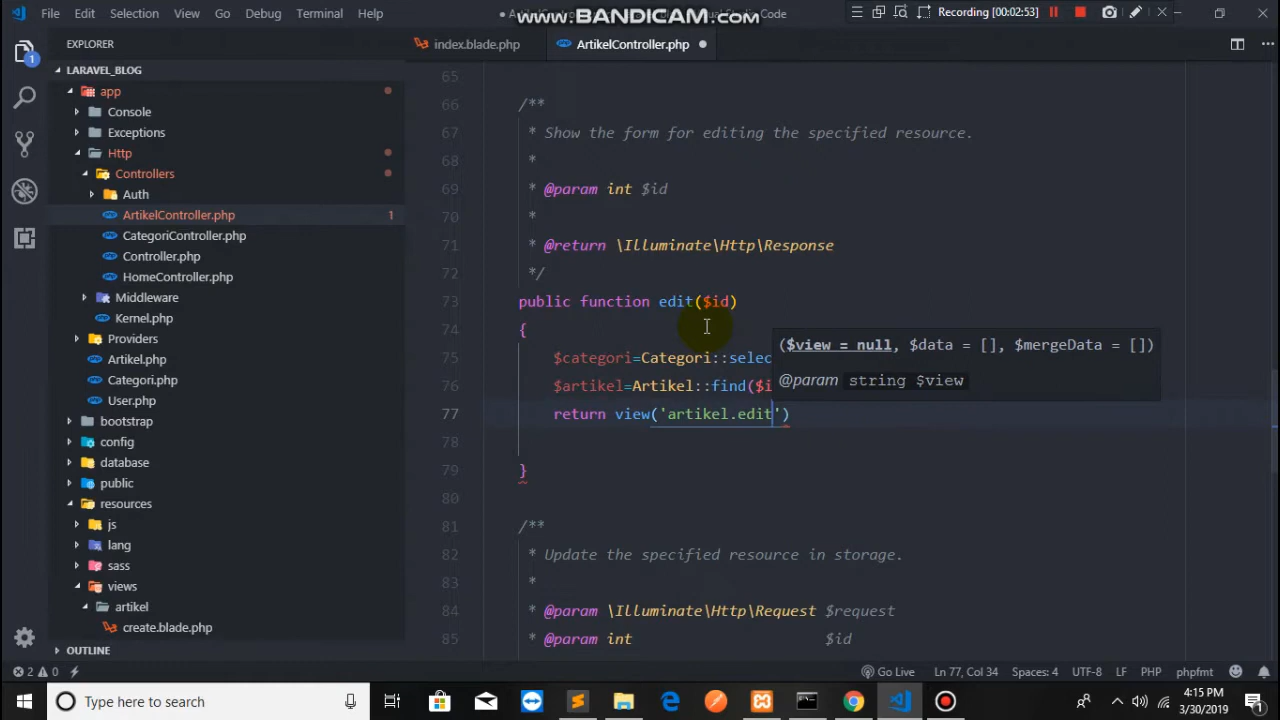 File Edit Selection View Go Debug Terminal Help
www.BANDICAM.com
Recording [00:02:53]
EXPLORER
index.blade.php
ArtikelController.php
LARAVEL_BLOG
app
Console
Exceptions
Http
Controllers
Auth
ArtikelController.php 1
CategoriController.php
Controller.php
HomeController.php
Middleware
Kernel.php
Providers
Artikel.php
Categori.php
User.php
bootstrap
config
database
public
resources
js
lang
sass
views
artikel
create.blade.php
OUTLINE
65
66 /**
67 * Show the form for editing the specified resource.
68 *
69 * @param int $id
70 *
71 * @return \Illuminate\Http\Response
72 */
73 public function edit($id)
74 {
75 $categori=Categori::selec
76 $artikel=Artikel::find($i
77 return view('artikel.edit')
78
79 }
80
81 /**
82 * Update the specified resource in storage.
83 *
84 * @param \Illuminate\Http\Request $request
85 * @param int $id
($view = null, $data = [], $mergeData = [])
@param string $view
1
2 0 Go Live Ln 77, Col 34 Spaces: 4 UTF-8 LF PHP phpfmt
Type here to search
4:15 PM
3/30/2019